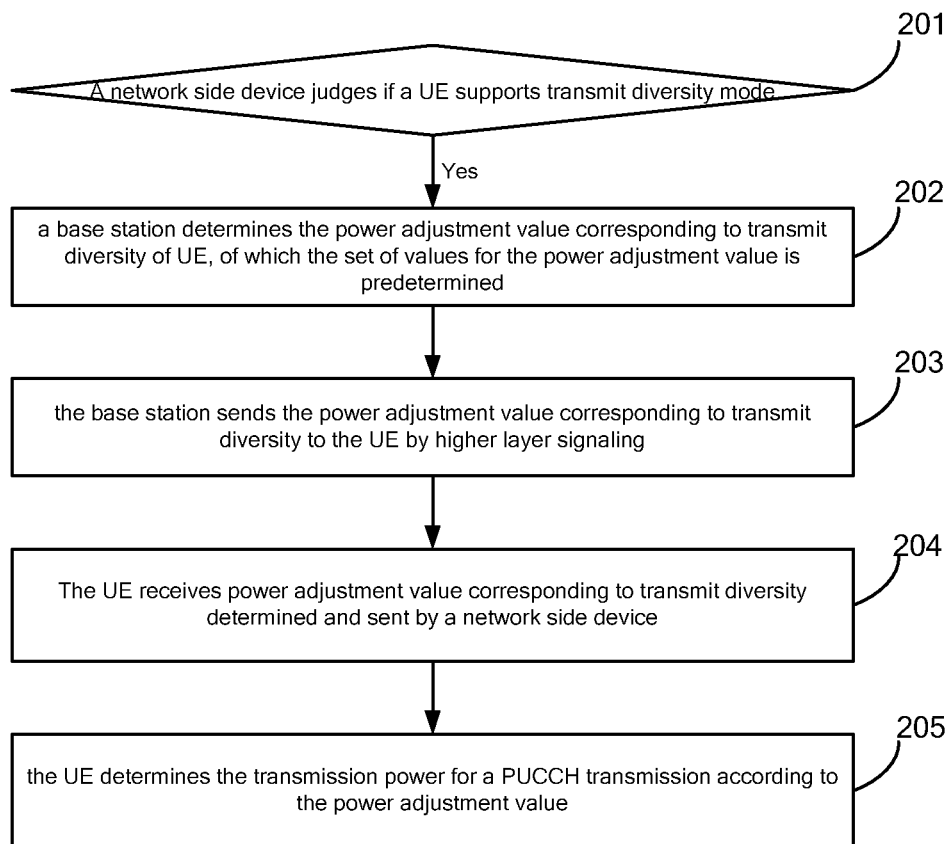 201
A network side device judges if a UE supports transmit diversity mode
Yes
202
a base station determines the power adjustment value corresponding to transmit
diversity of UE, of which the set of values for the power adjustment value is
predetermined
203
the base station sends the power adjustment value corresponding to transmit
diversity to the UE by higher layer signaling
204
The UE receives power adjustment value corresponding to transmit diversity
determined and sent by a network side device
205
the UE determines the transmission power for a PUCCH transmission according to
the power adjustment value